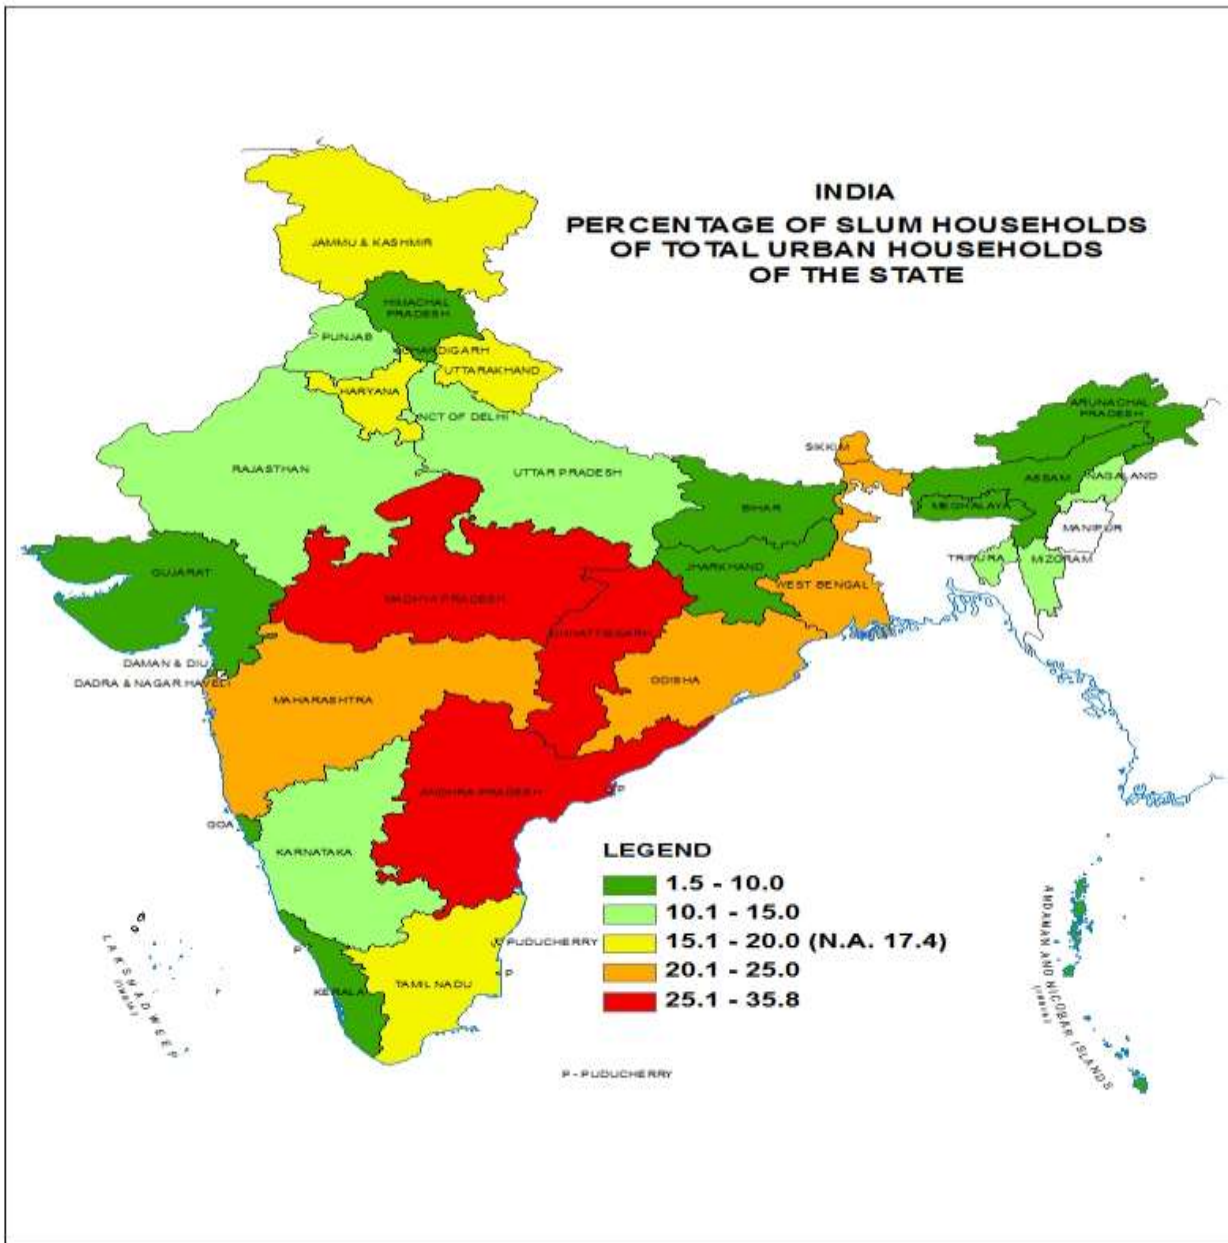 INDIA
PERCENTAGE OF SLUM HOUSEHOLDS
OF TOTAL URBAN HOUSEHOLDS
OF THE STATE
JAMMU & KASHMIR
HIMACHAL
PRADESH
PUNJAB
CHANDIGARH
UTTARAKHAND
HARYANA
NCT OF DELHI
ARUNACHAL
PRADESH
SIKKIM
RAJASTHAN
UTTAR PRADESH
ASSAM
NAGALAND
BIHAR
MEGHALAYA
MANIPUR
TRIPURA
MIZORAM
GUJARAT
JHARKHAND
WEST BENGAL
MADHYA PRADESH
CHHATTISGARH
DAMAN & DIU
DADRA & NAGAR HAVELI
ODISHA
MAHARASHTRA
ANDHRA PRADESH
P
GOA
KARNATAKA
LEGEND
1.5 - 10.0
10.1 - 15.0
15.1 - 20.0 (N.A. 17.4)
20.1 - 25.0
25.1 - 35.8
P
PUDUCHERRY
P
KERALA
TAMIL NADU
LAKSHADWEEP
(INDIA)
ANDAMAN AND NICOBAR ISLANDS
(INDIA)
P - PUDUCHERRY